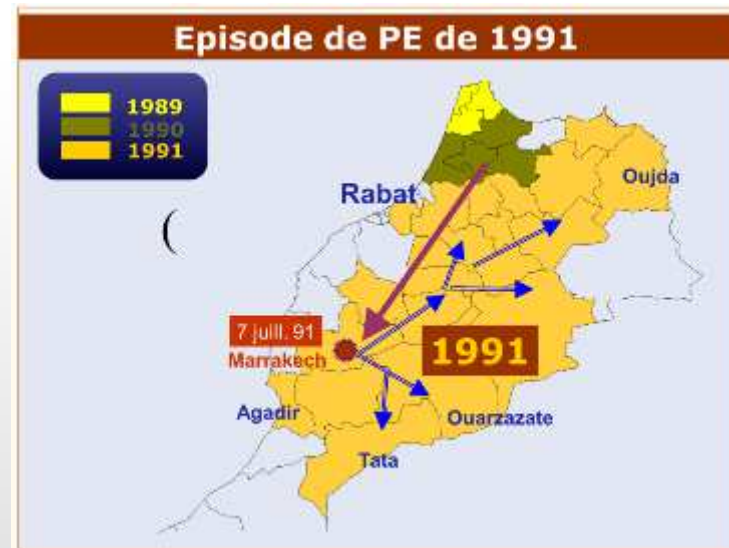 Episode de PE de 1991
1989
1990
1991
Oujda
Rabat
(
7 juill. 91
Marrakech
1991
Agadir
Ouarzazate
Tata